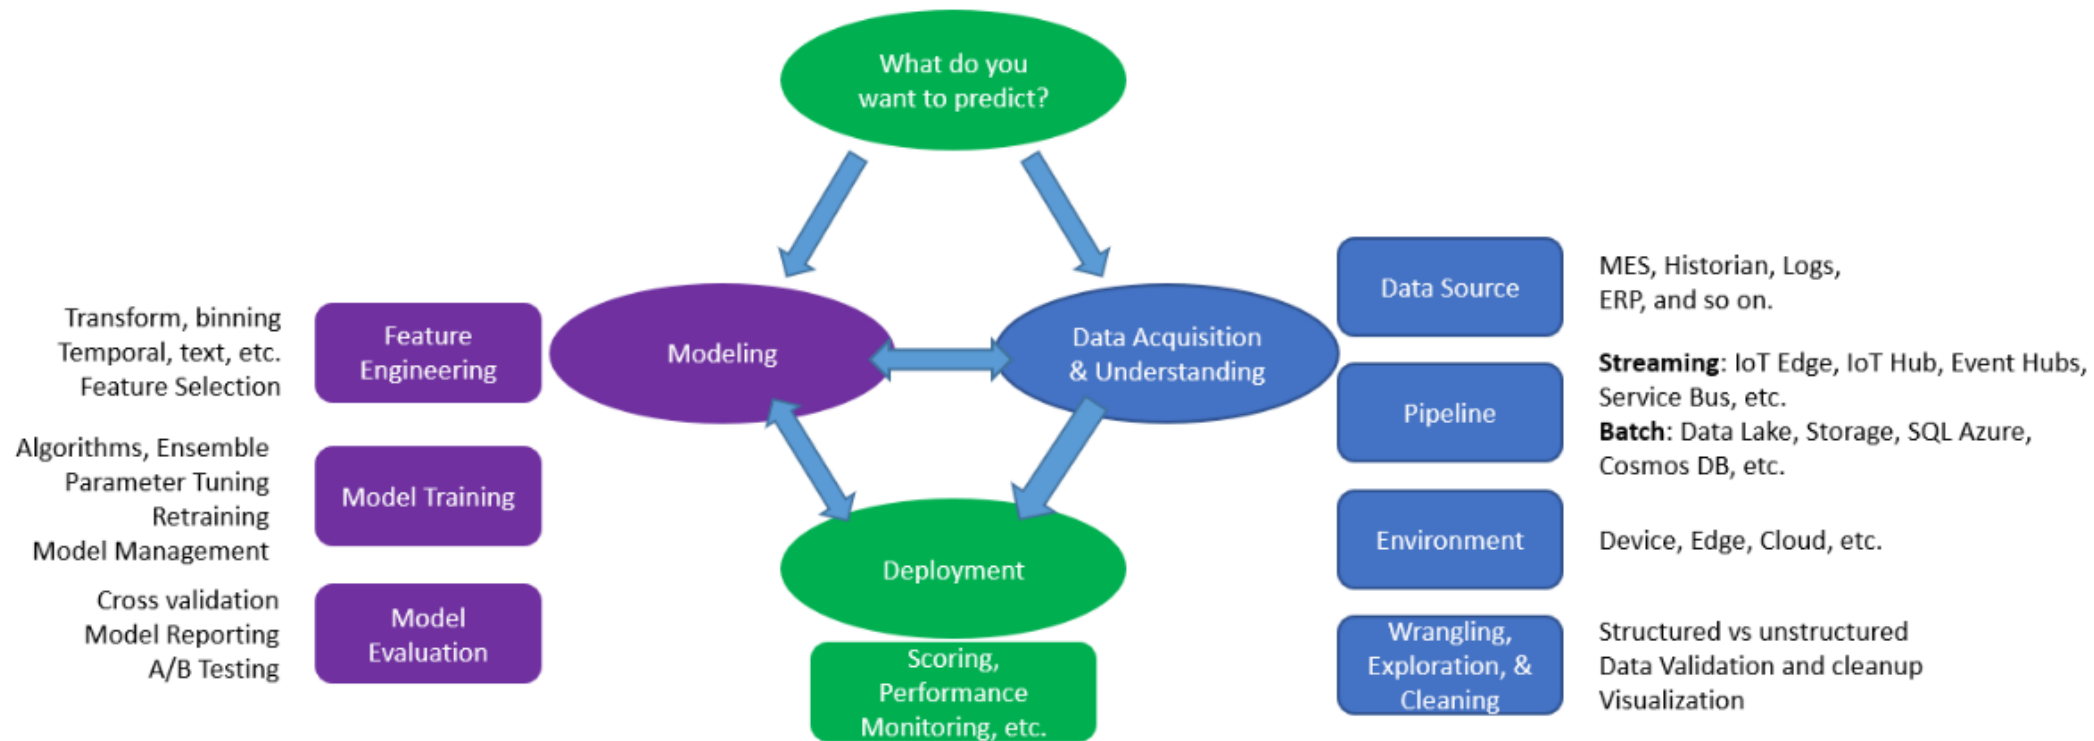 What do you
want to predict?
Modeling
Data Acquisition
& Understanding
Deployment
Scoring,
Performance
Monitoring, etc.
Transform, binning
Temporal, text, etc.
Feature Selection
Feature
Engineering
Algorithms, Ensemble
Parameter Tuning
Retraining
Model Management
Model Training
Cross validation
Model Reporting
A/B Testing
Model
Evaluation
Data Source
MES, Historian, Logs,
ERP, and so on.
Pipeline
Streaming: IoT Edge, IoT Hub, Event Hubs,
Service Bus, etc.
Batch: Data Lake, Storage, SQL Azure,
Cosmos DB, etc.
Environment
Device, Edge, Cloud, etc.
Wrangling,
Exploration, &
Cleaning
Structured vs unstructured
Data Validation and cleanup
Visualization